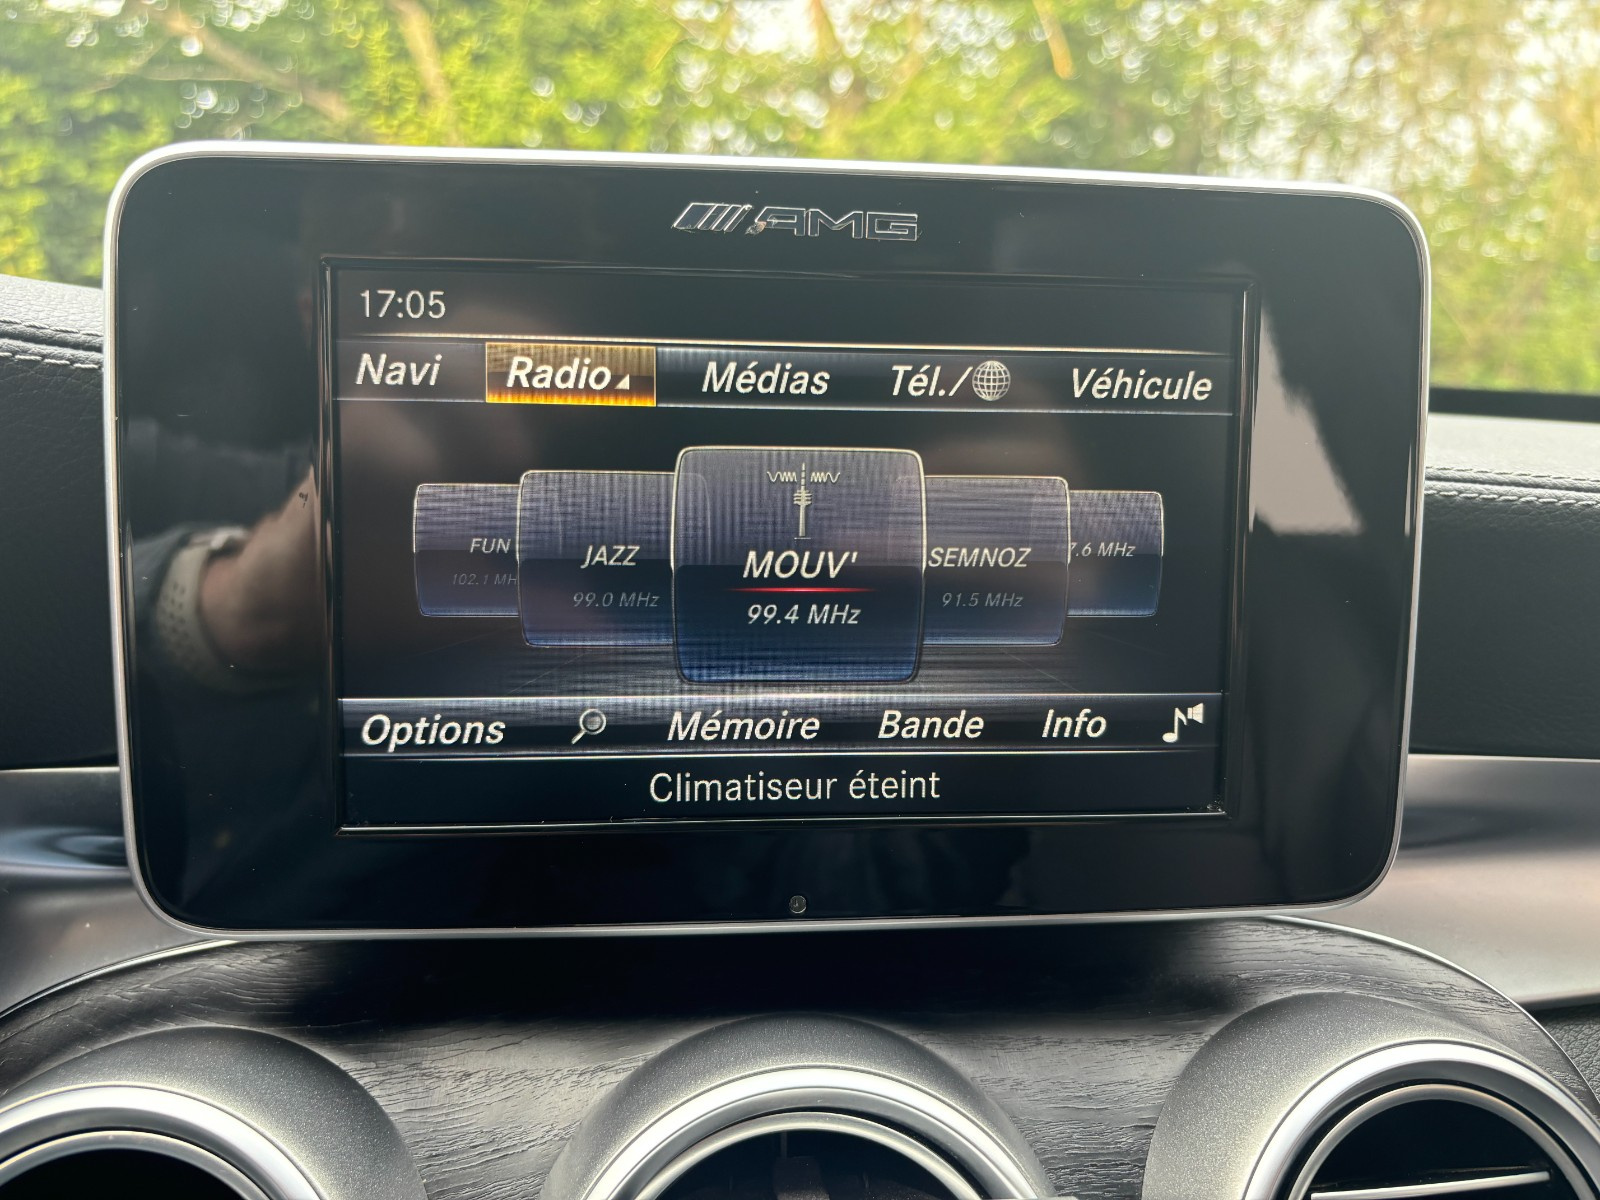 AMG
17:05
Navi Radio Médias Tél./ Véhicule
FUN JAZZ MOUV' SEMNOZ
99.0 MHz 99.4 MHz 91.5 MHz 7.6 MHz
102.1 MH
Options Mémoire Bande Info
Climatiseur éteint